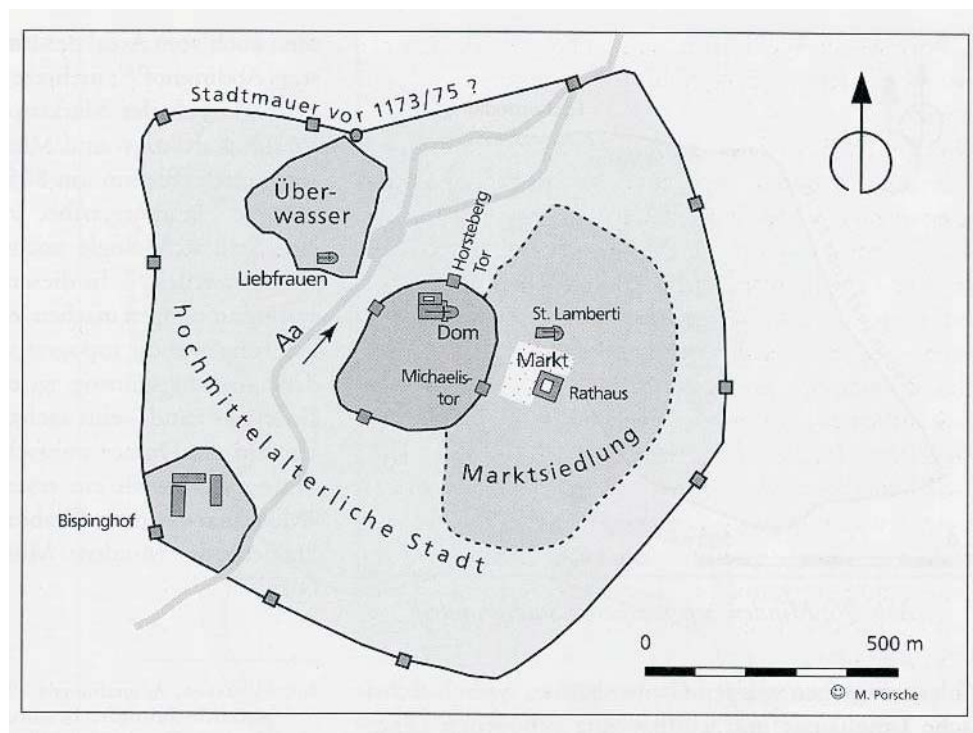 Stadtmauer vor 1173/75 ?
Über-
wasser
Liebfrauen
Horsteberg
Tor
Aa
Dom
St. Lamberti
Markt
Michaelis-
tor
Rathaus
Marktsiedlung
hochmittelalterliche Stadt
Bispinghof
0 500 m
M. Porsche